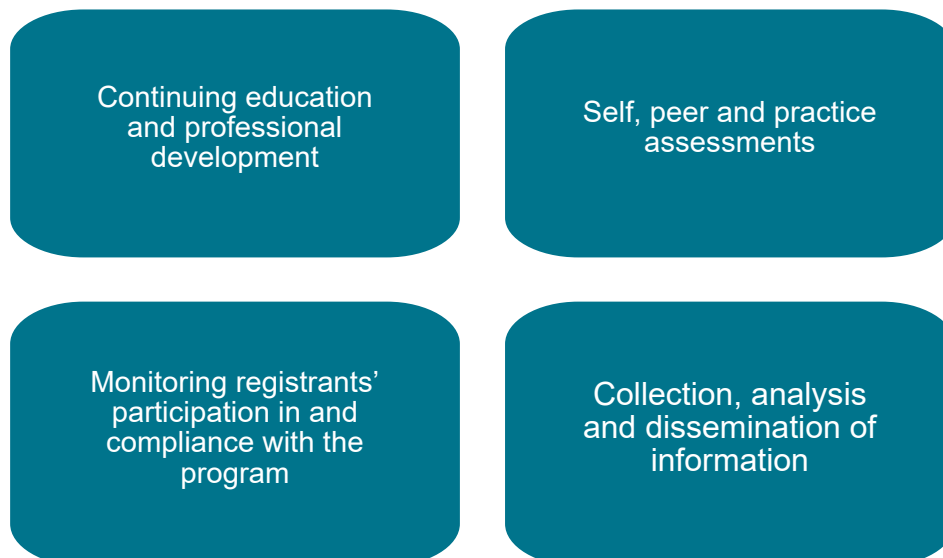 Continuing education
and professional
development
Self, peer and practice
assessments
Monitoring registrants’
participation in and
compliance with the
program
Collection, analysis
and dissemination of
information